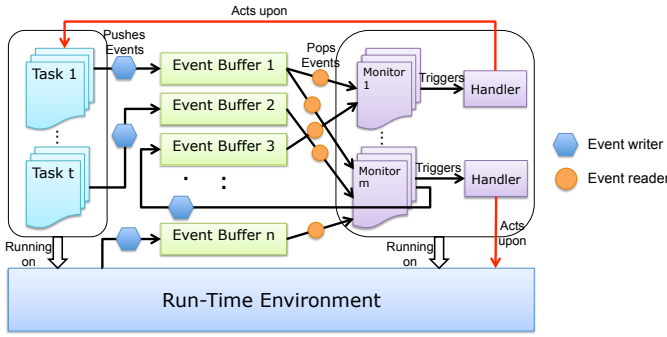 Acts upon
Pushes
Events
Pops
Events
Task 1
Event Buffer 1
Monitor
1
Triggers
Handler
Event Buffer 2
Event Buffer 3
Event writer
Task t
Monitor
m
Triggers
Handler
Event reader
Event Buffer n
Acts
upon
Running
on
Running
on
Run-Time Environment